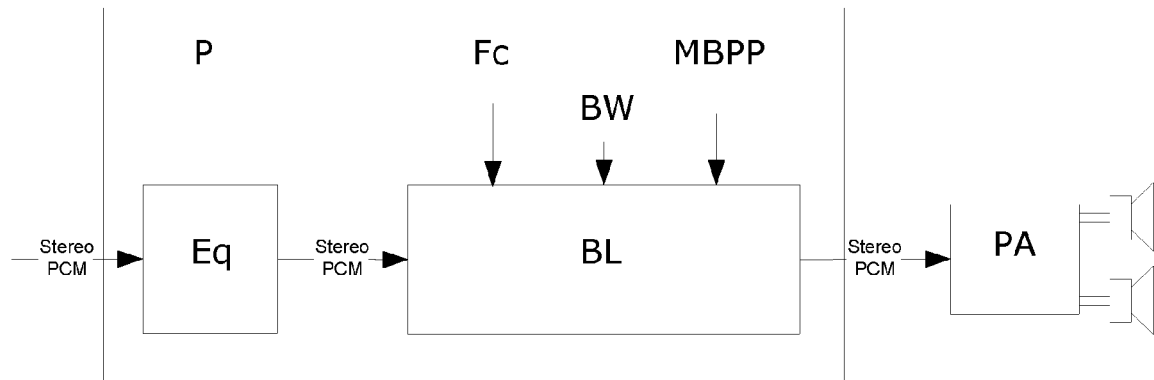 P
Fc
MBPP
BW
Stereo
PCM
Eq
Stereo
PCM
BL
Stereo
PCM
PA